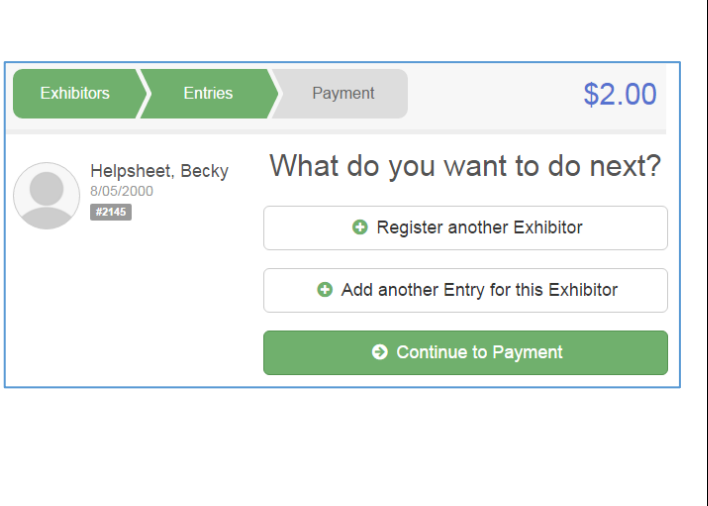 Exhibitors
Entries
Payment
$2.00
Helpsheet, Becky
8/05/2000
#2145
What do you want to do next?
Register another Exhibitor
Add another Entry for this Exhibitor
Continue to Payment